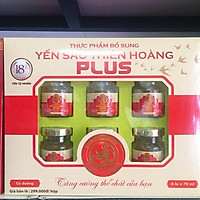 THỰC PHẨM BỔ SUNG
YẾN SÀO THIÊN HOÀNG
PLUS
18
Tăng cường thể chất của bạn
Có đường
Giá bán lẻ: 299.000đ/ hộp
6 lọ x 70 ml